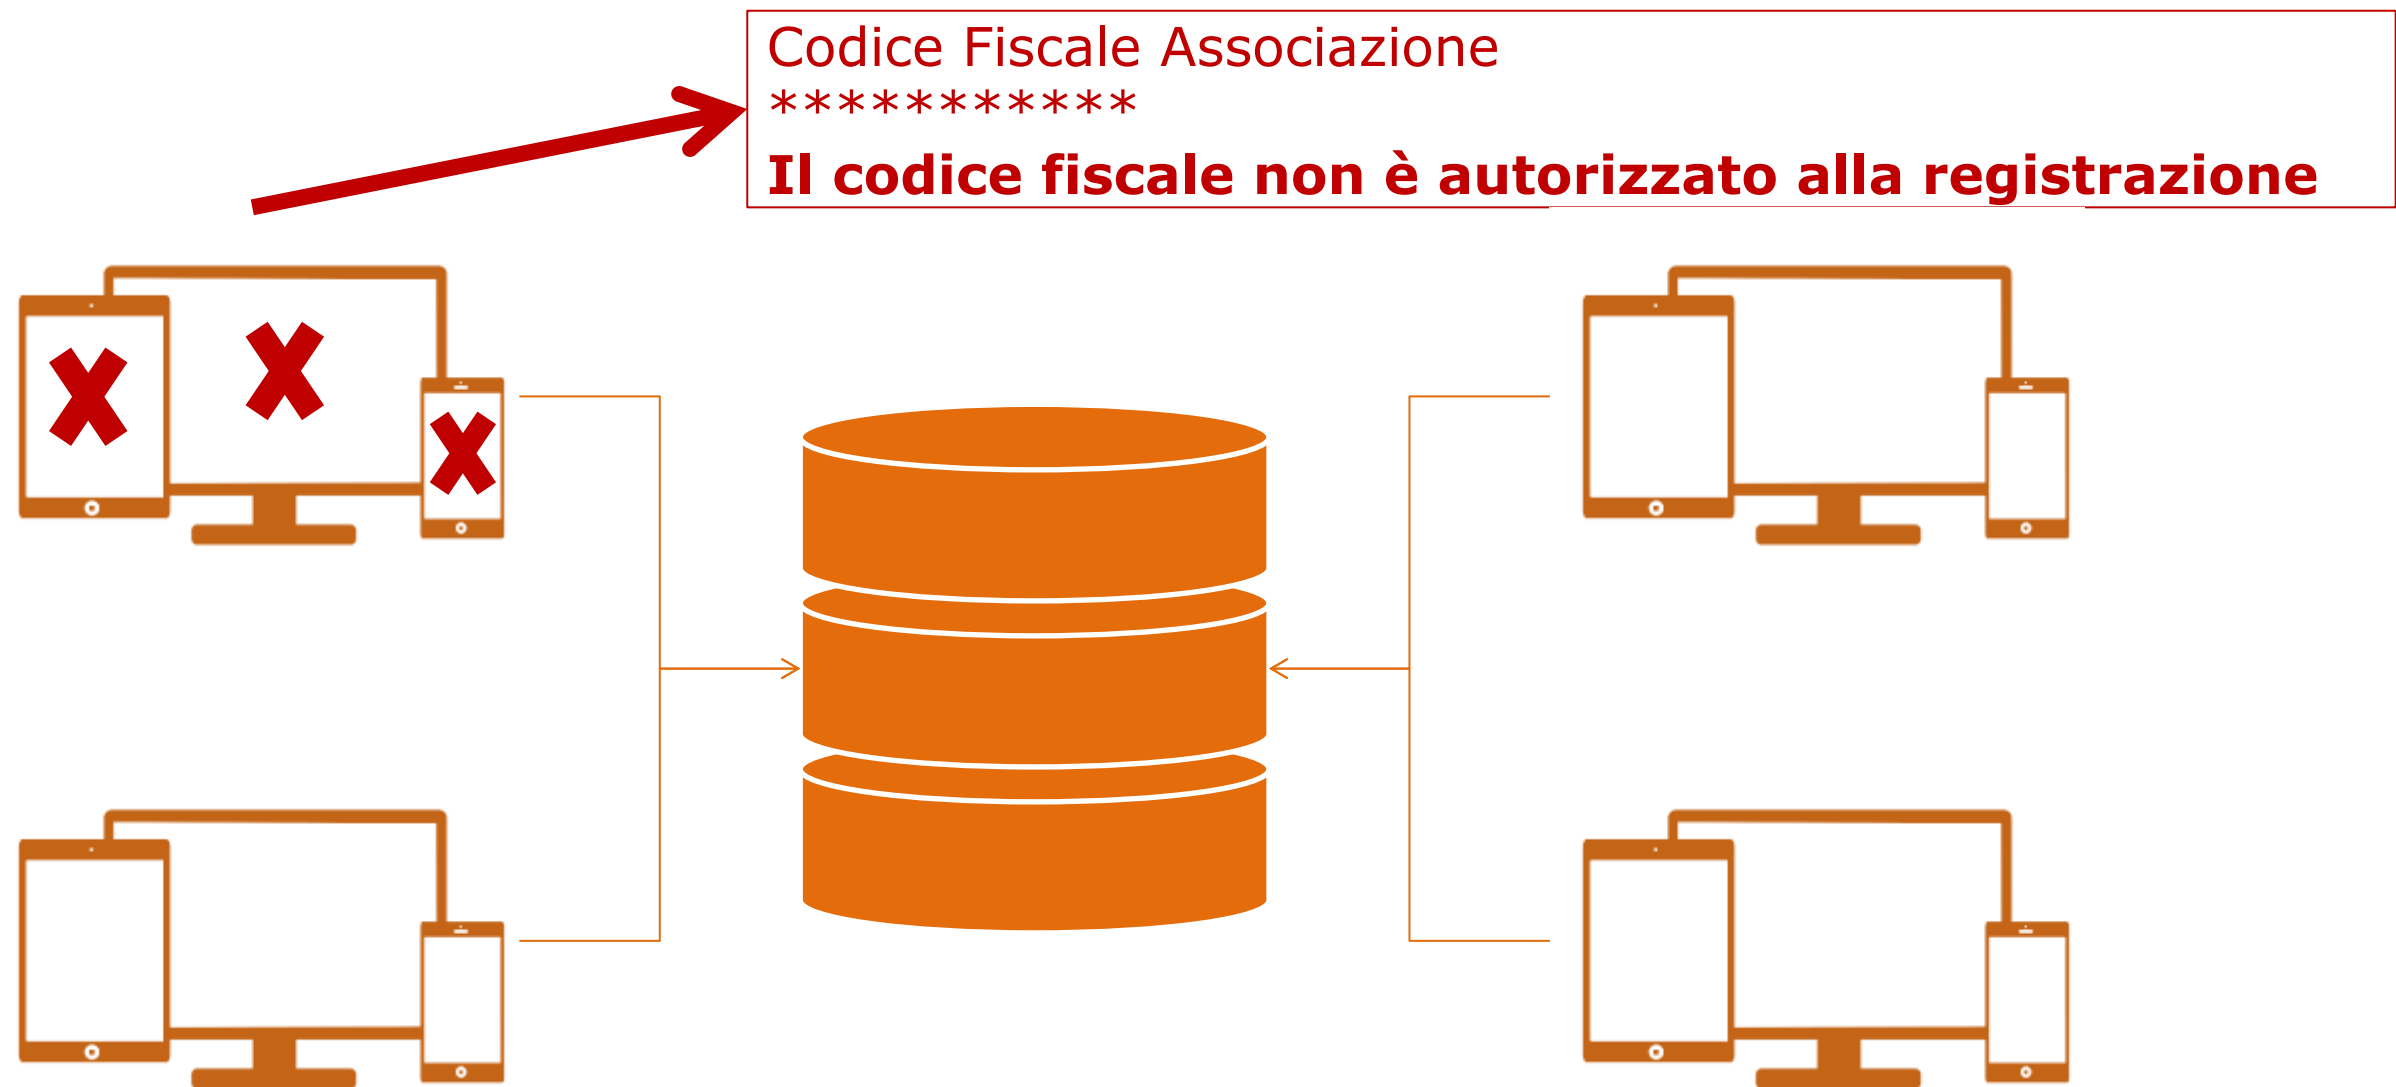 Codice Fiscale Associazione
***********
Il codice fiscale non è autorizzato alla registrazione